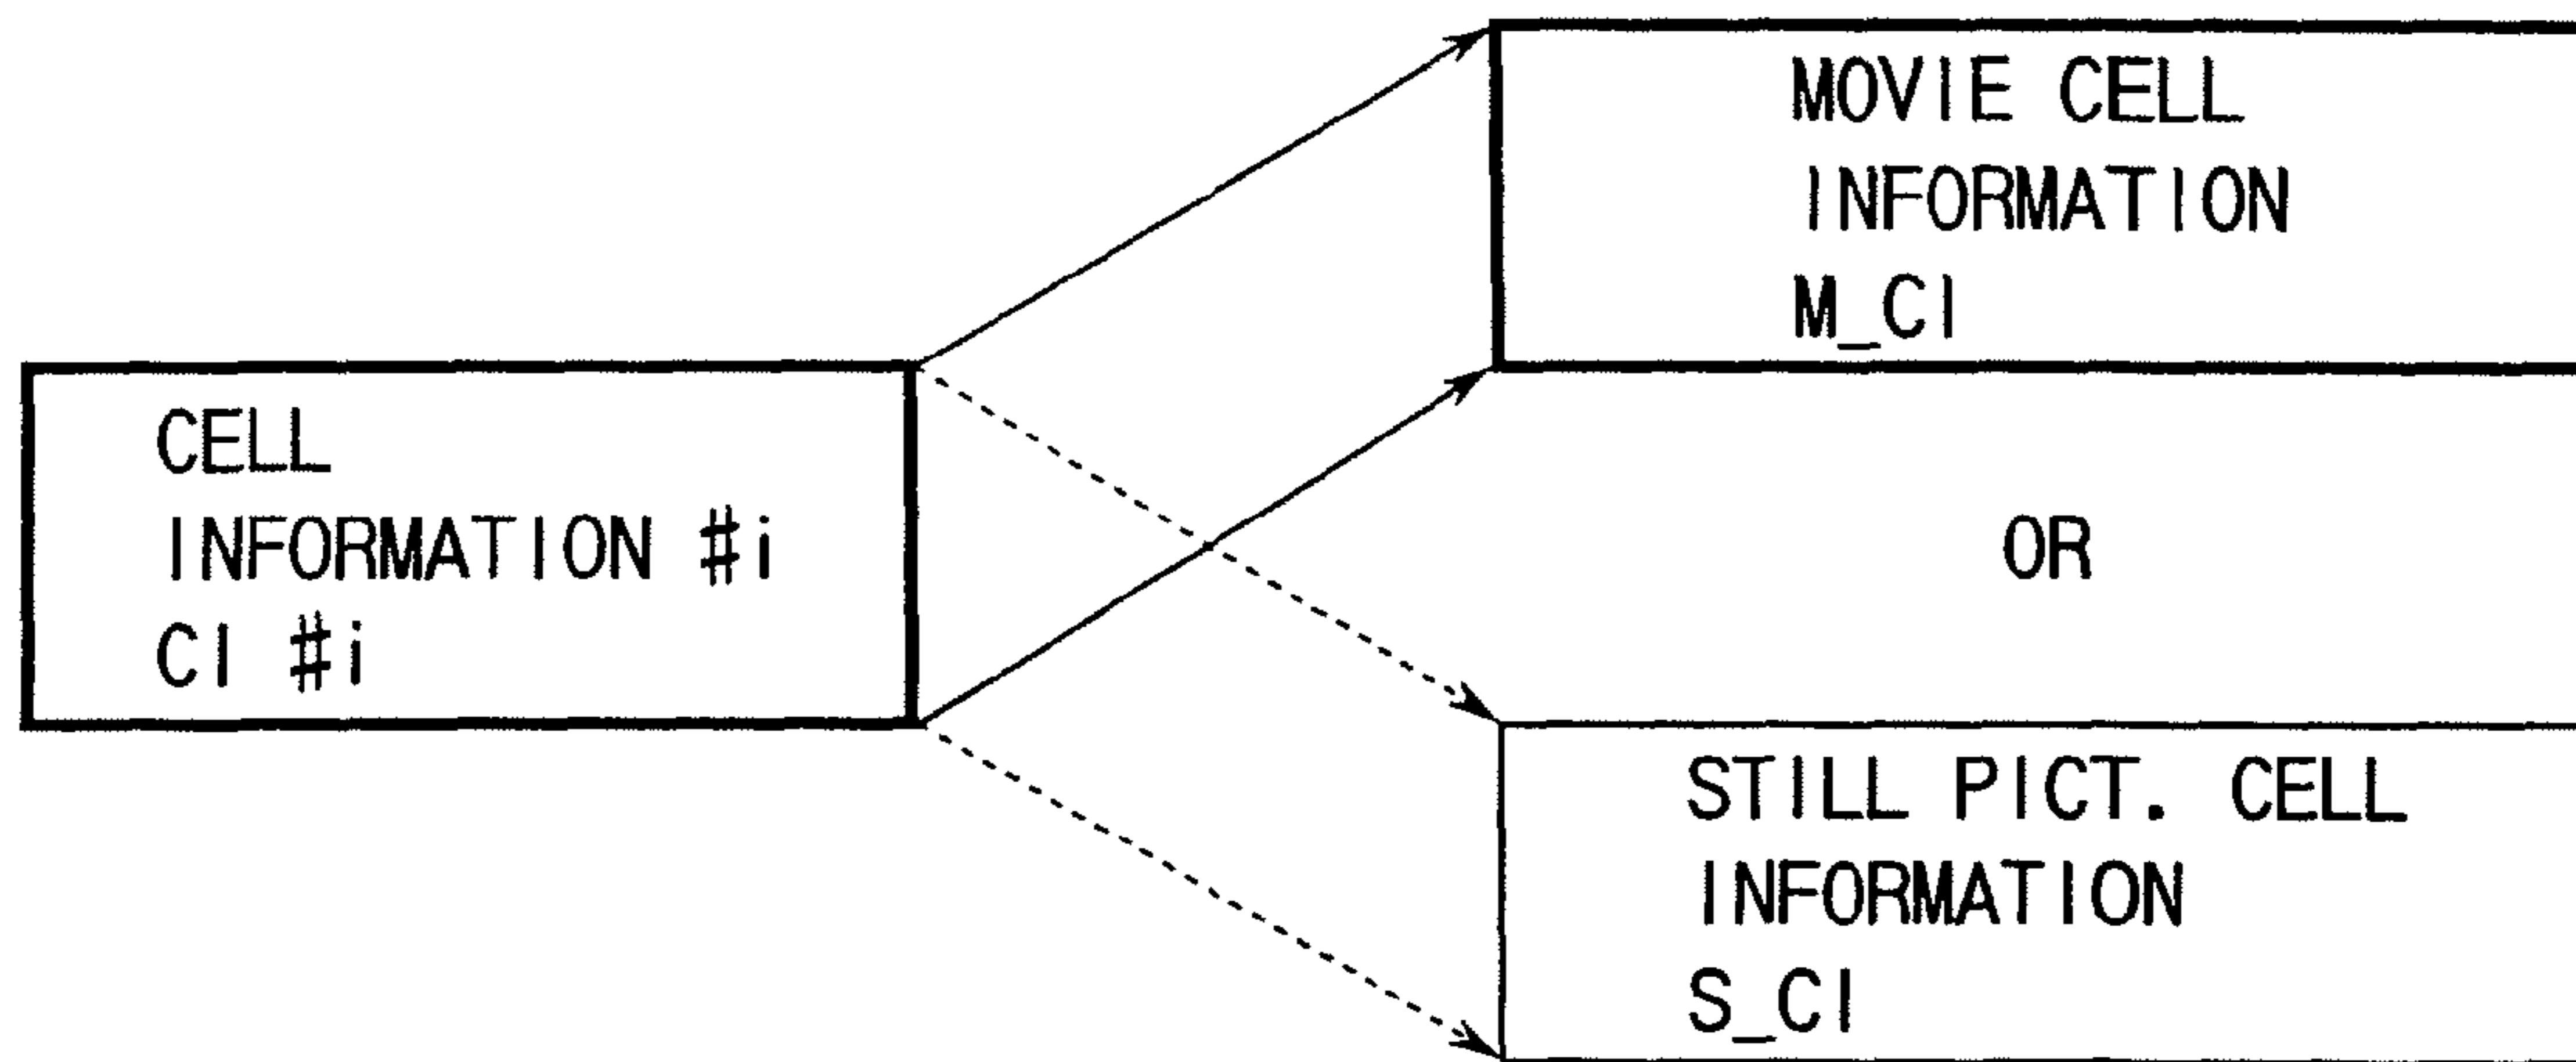 MOVIE CELL
INFORMATION
M_CI
CELL
INFORMATION #i
CI #i
OR
STILL PICT. CELL
INFORMATION
S_CI